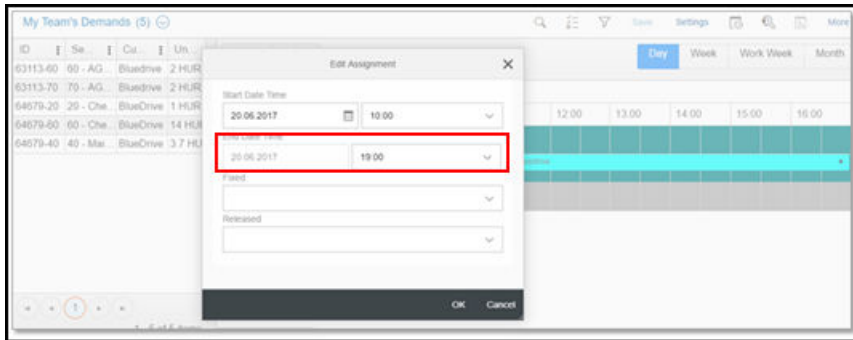 My Team's Demands (5)
Save Settings More
ID Se... Cu... Un...
Day Week Work Week Month
63113-60 60 - AG... Bluedrive 2 HUR
63113-70 70 - AG... Bluedrive 2 HUR
64679-20 20 - Che... BlueDrive 1 HUR
64679-60 60 - Che... BlueDrive 14 HU
64679-40 40 - Mai... BlueDrive 3.7 HU
12:00 13:00 14:00 15:00 16:00
Edit Assignment
Start Date Time
20.06.2017 10:00
End Date Time
20.06.2017 19:00
Fixed
Released
OK Cancel
1